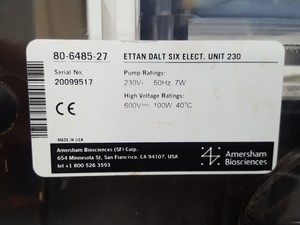 80-6485-27 ETTAN DALT SIX ELECT. UNIT 230
Serial No.
20099517
Pump Ratings:
230V~ 50Hz, 7W
High Voltage Ratings:
600V⎓ 100W 40°C
CE
MADE IN USA
Amersham Biosciences (SF) Corp.
654 Minnesota St, San Francisco, CA 94107, USA
tel +1 800 526 3593
Amersham
Biosciences